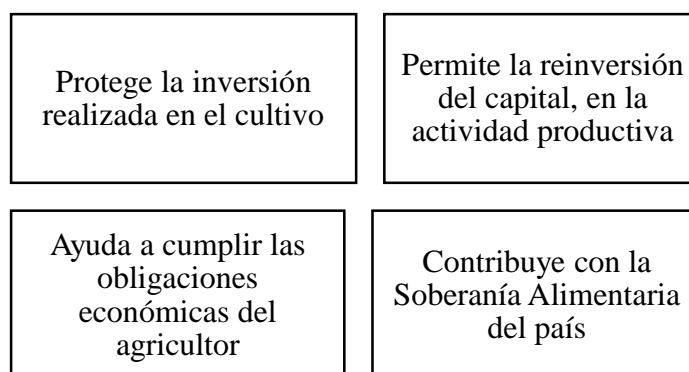 Protege la inversión
realizada en el cultivo
Permite la reinversión
del capital, en la
actividad productiva
Ayuda a cumplir las
obligaciones
económicas del
agricultor
Contribuye con la
Soberanía Alimentaria
del país